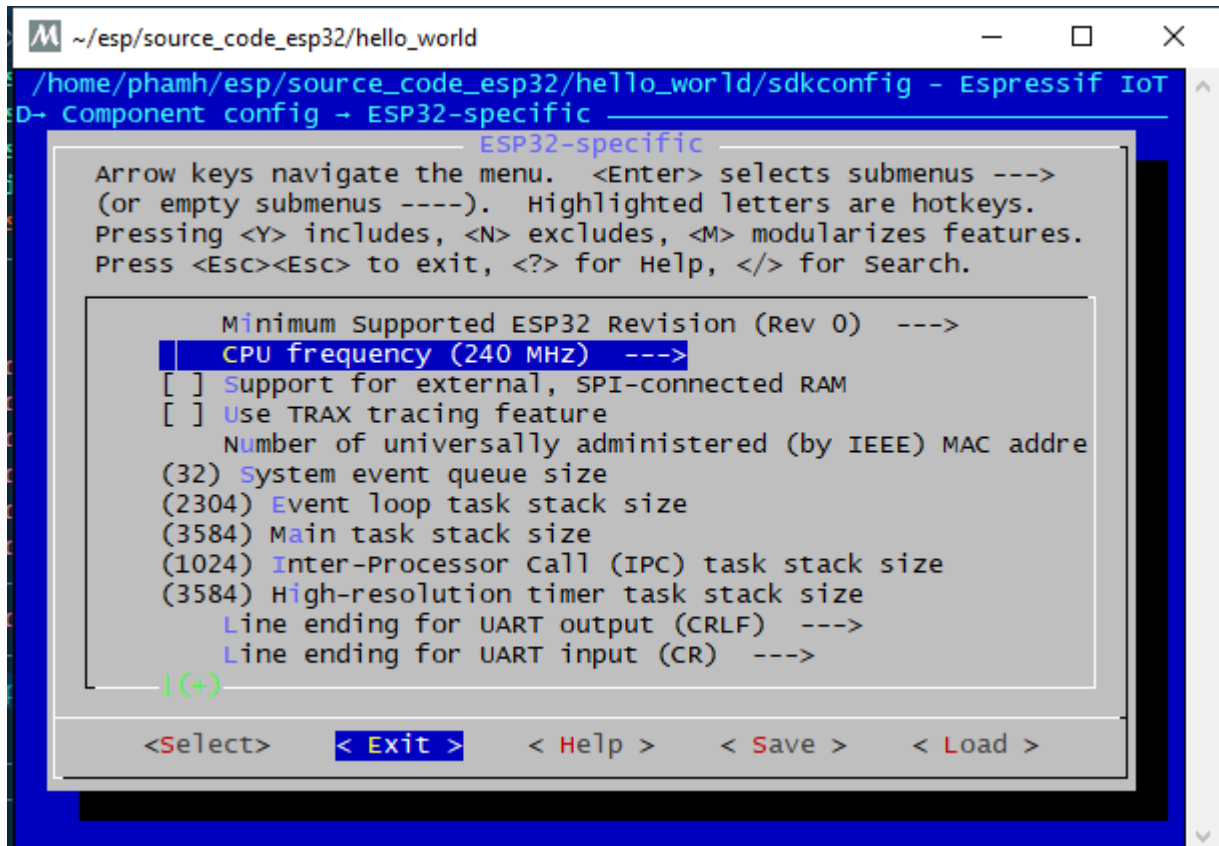 M ~/esp/source_code_esp32/hello_world
/home/phamh/esp/source_code_esp32/hello_world/sdkconfig - Espressif IoT
D→ Component config → ESP32-specific
ESP32-specific
Arrow keys navigate the menu. <Enter> selects submenus --->
(or empty submenus ----). Highlighted letters are hotkeys.
Pressing <Y> includes, <N> excludes, <M> modularizes features.
Press <Esc><Esc> to exit, <?> for Help, </> for Search.
Minimum Supported ESP32 Revision (Rev 0) --->
CPU frequency (240 MHz) --->
[ ] Support for external, SPI-connected RAM
[ ] Use TRAX tracing feature
Number of universally administered (by IEEE) MAC addre
(32) System event queue size
(2304) Event loop task stack size
(3584) Main task stack size
(1024) Inter-Processor Call (IPC) task stack size
(3584) High-resolution timer task stack size
Line ending for UART output (CRLF) --->
Line ending for UART input (CR) --->
↓(+)
<Select> < Exit > < Help > < Save > < Load >